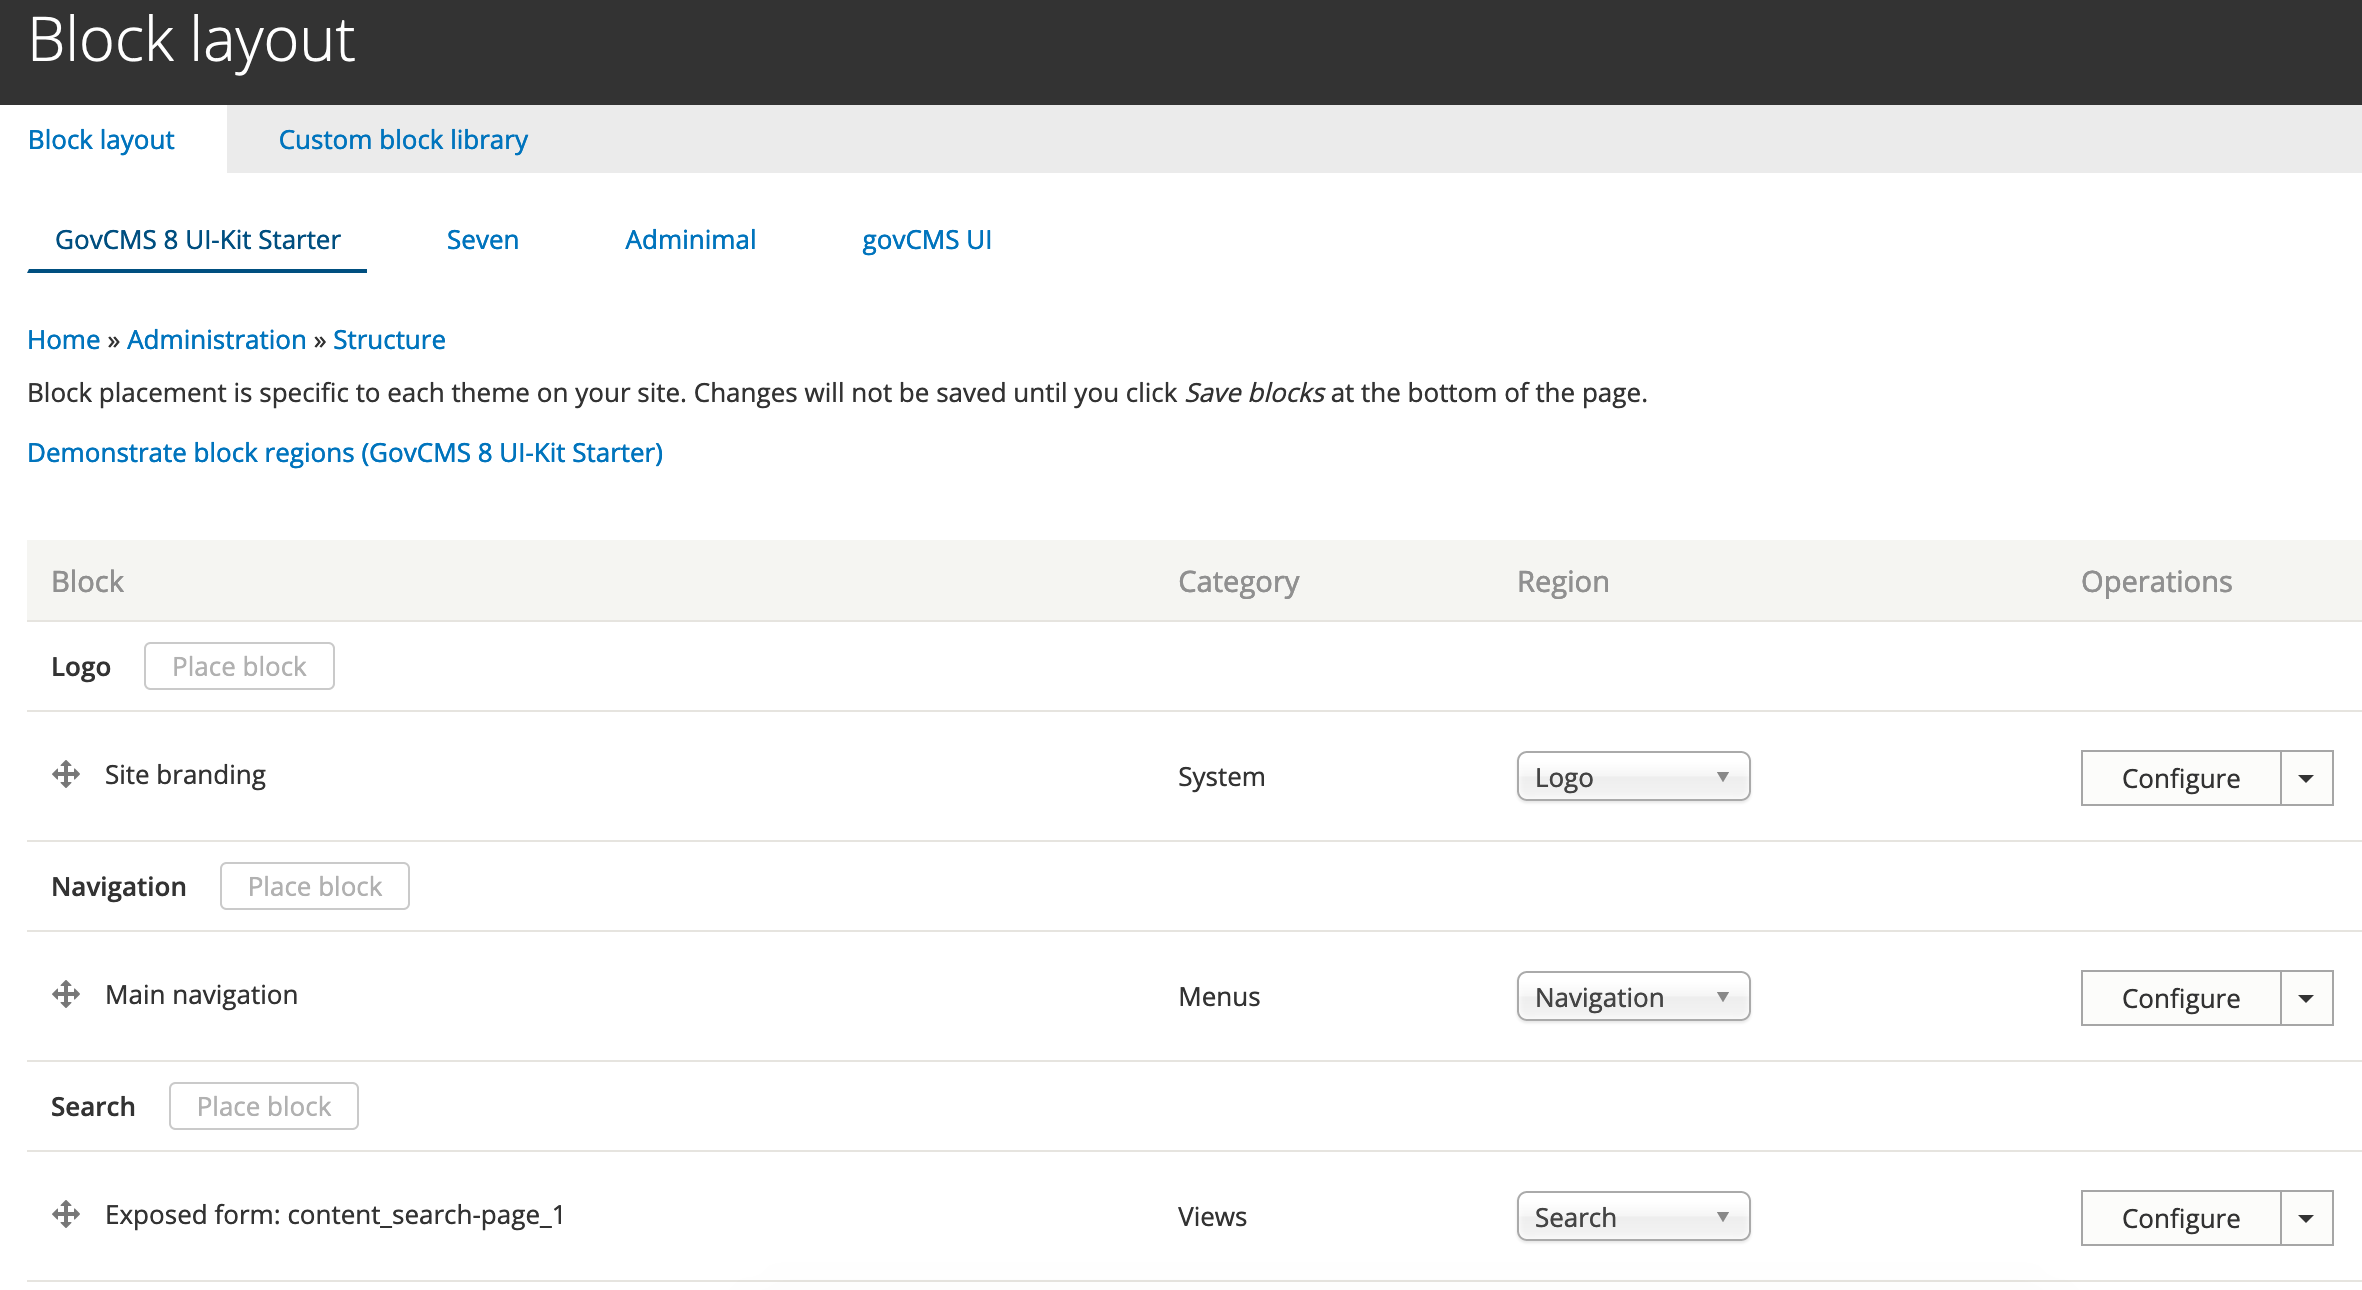 Block layout
Block layout Custom block library
GovCMS 8 UI-Kit Starter Seven Adminimal govCMS UI
Home » Administration » Structure
Block placement is specific to each theme on your site. Changes will not be saved until you click Save blocks at the bottom of the page.
Demonstrate block regions (GovCMS 8 UI-Kit Starter)
Block Category Region Operations
Logo Place block
Site branding System Logo Configure
Navigation Place block
Main navigation Menus Navigation Configure
Search Place block
Exposed form: content_search-page_1 Views Search Configure